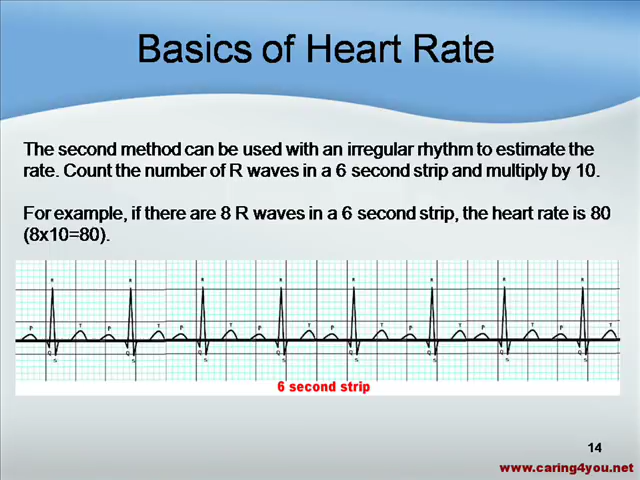 Basics of Heart Rate
The second method can be used with an irregular rhythm to estimate the
rate. Count the number of R waves in a 6 second strip and multiply by 10.
For example, if there are 8 R waves in a 6 second strip, the heart rate is 80
(8x10=80).
R R R R R R R R
P T P T P T P T P T P T P T P T
Q Q Q Q Q Q Q Q
S S S S S S S S
6 second strip
14
www.caring4you.net